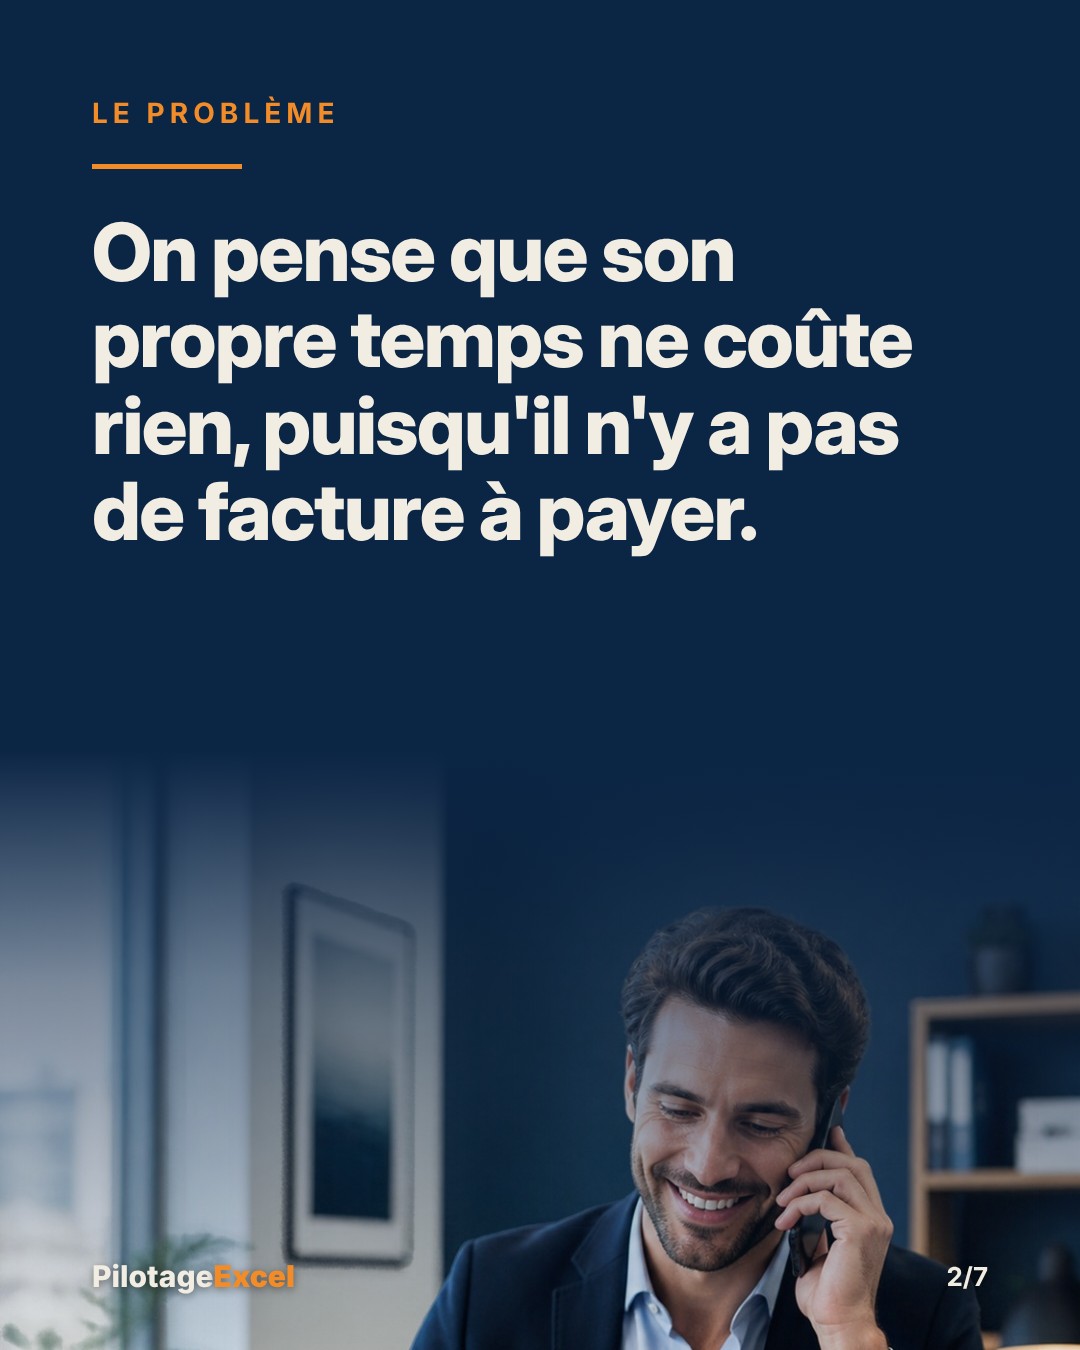 LE PROBLÈME
On pense que son
propre temps ne coûte
rien, puisqu'il n'y a pas
de facture à payer.
PilotageExcel
2/7